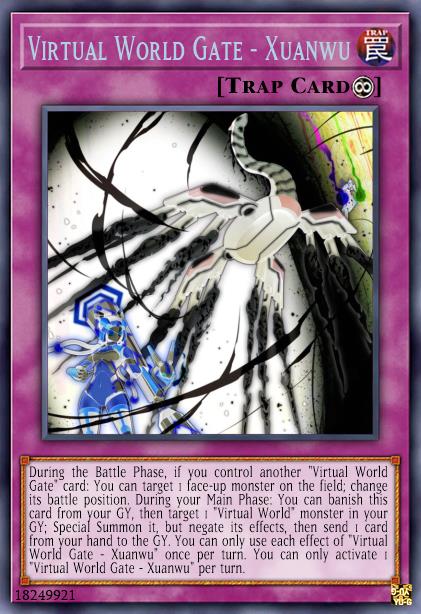 Virtual World Gate - Xuanwu
TRAP
罠
[Trap Card]
During the Battle Phase, if you control another "Virtual World
Gate" card: You can target 1 face-up monster on the field; change
its battle position. During your Main Phase: You can banish this
card from your GY, then target 1 "Virtual World" monster in your
GY; Special Summon it, but negate its effects, then send 1 card
from your hand to the GY. You can only use each effect of "Virtual
World Gate - Xuanwu" once per turn. You can only activate 1
"Virtual World Gate - Xuanwu" per turn.
18249921